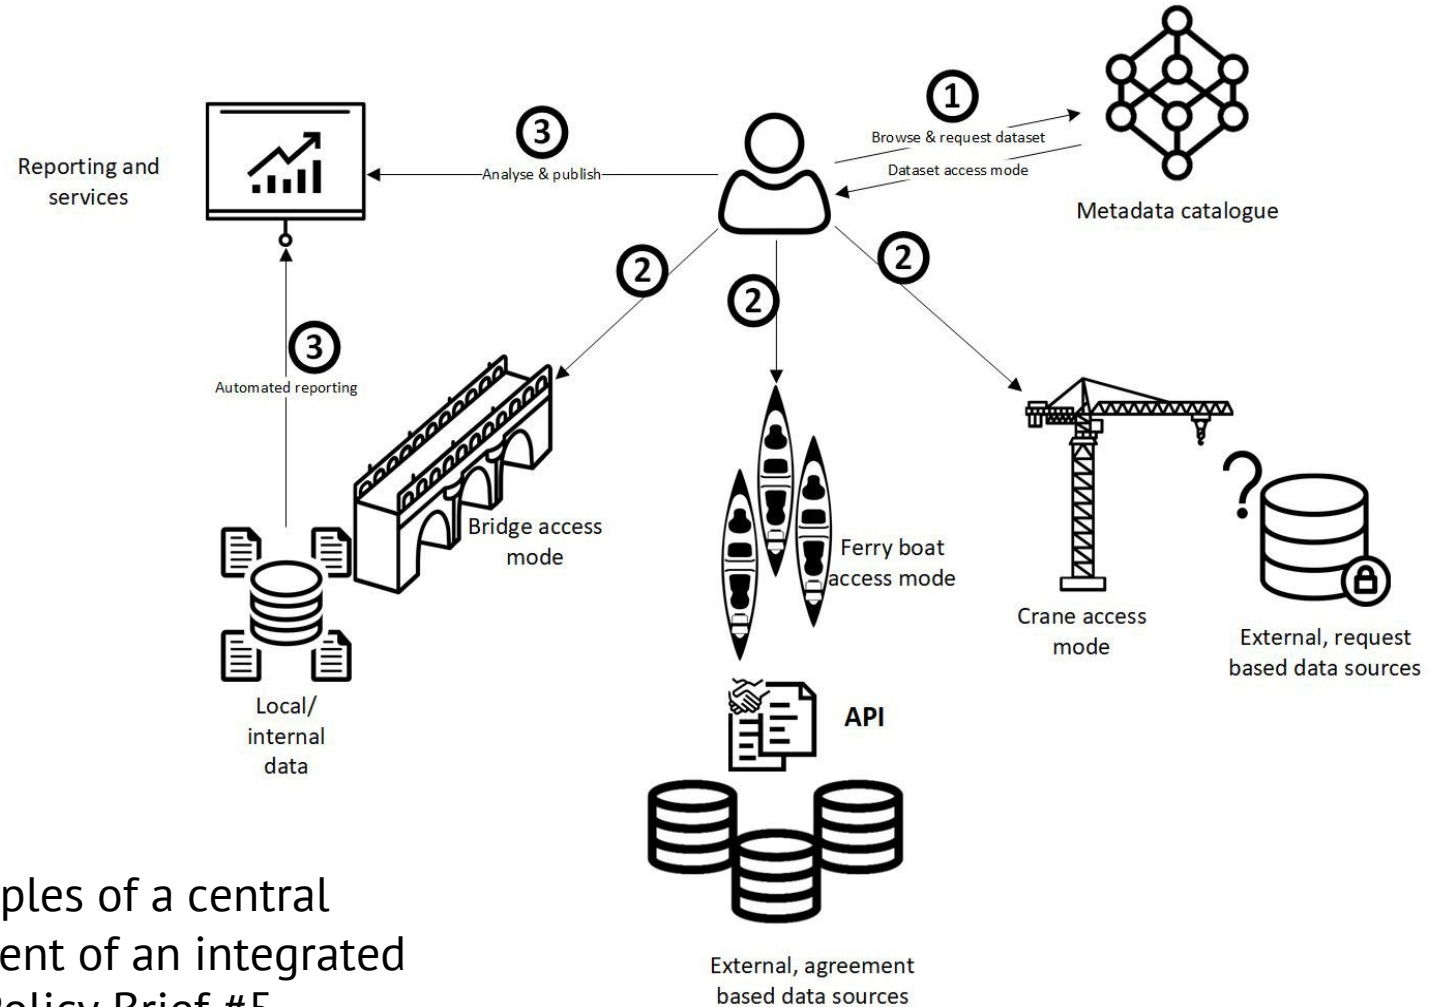 1
Browse & request dataset
Dataset access mode
Metadata catalogue
3
Analyse & publish
Reporting and
services
2
2
2
3
Automated reporting
Bridge access
mode
Ferry boat
access mode
Crane access
mode
?
External, request
based data sources
Local/
internal
data
API
External, agreement
based data sources
ples of a central
ent of an integrated
Policy Brief #5